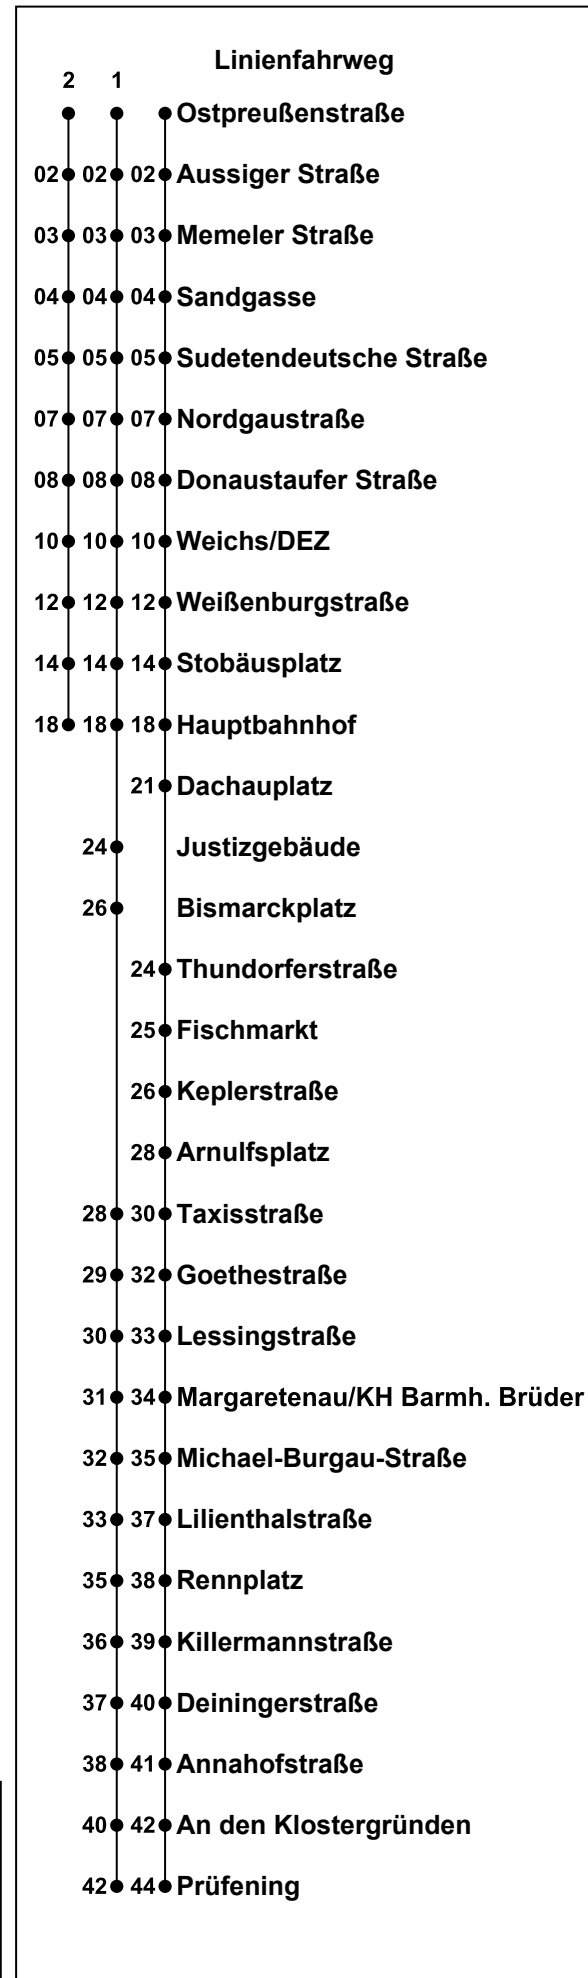 Linienfahrweg
2 1
Ostpreußenstraße
02 02 02 Aussiger Straße
03 03 03 Memeler Straße
04 04 04 Sandgasse
05 05 05 Sudetendeutsche Straße
07 07 07 Nordgaustraße
08 08 08 Donaustaufer Straße
10 10 10 Weichs/DEZ
12 12 12 Weißenburgstraße
14 14 14 Stobäusplatz
18 18 18 Hauptbahnhof
21 Dachauplatz
24 Justizgebäude
26 Bismarckplatz
24 Thundorferstraße
25 Fischmarkt
26 Keplerstraße
28 Arnulfsplatz
28 30 Taxisstraße
29 32 Goethestraße
30 33 Lessingstraße
31 34 Margaretenau/KH Barmh. Brüder
32 35 Michael-Burgau-Straße
33 37 Lilienthalstraße
35 38 Rennplatz
36 39 Killermannstraße
37 40 Deiningerstraße
38 41 Annahofstraße
40 42 An den Klostergründen
42 44 Prüfening